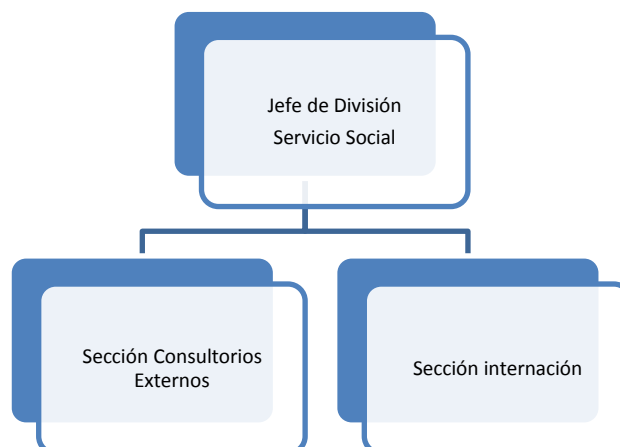 Jefe de División
Servicio Social
Sección Consultorios
Externos
Sección internación